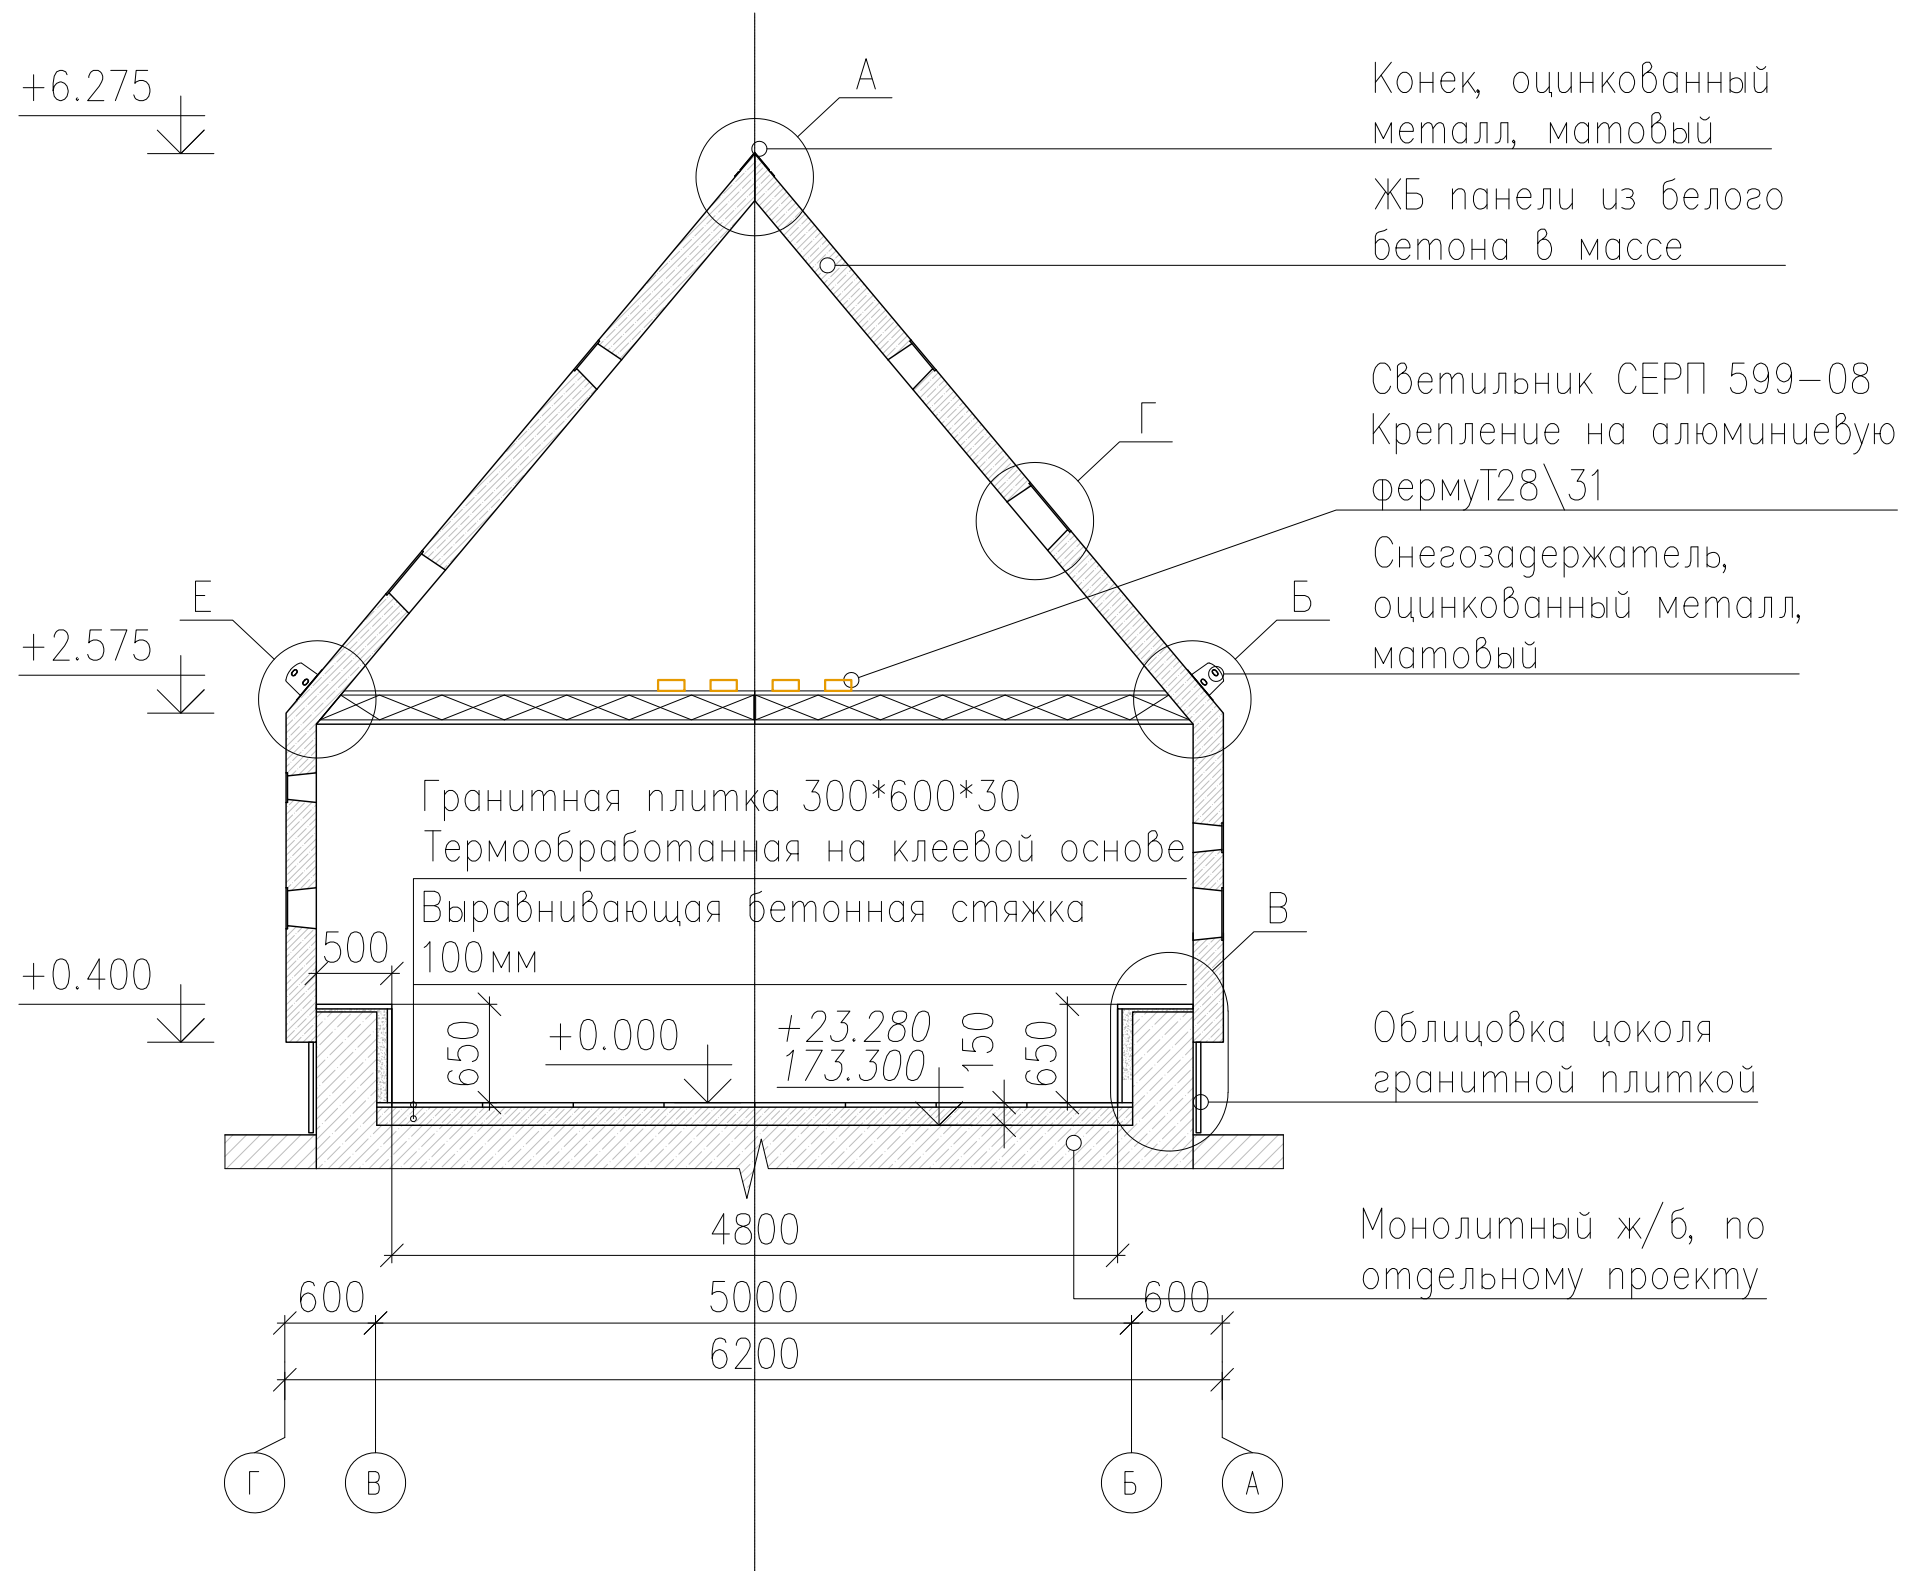 +6.275
А
Конек, оцинкованный
металл, матовый
ЖБ панели из белого
бетона в массе
Светильник СЕРП 599-08
Крепление на алюминиевую
фермуТ28\31
Г
Снегозадержатель,
оцинкованный металл,
матовый
Е
Б
+2.575
Гранитная плитка 300*600*30
Термообработанная на клеевой основе
Выравнивающая бетонная стяжка
100мм
В
500
+0.400
650
+0.000
+23.280
173.300
150
650
Облицовка цоколя
гранитной плиткой
4800
Монолитный ж/б, по
отдельному проекту
600
5000
600
6200
Г
В
Б
А